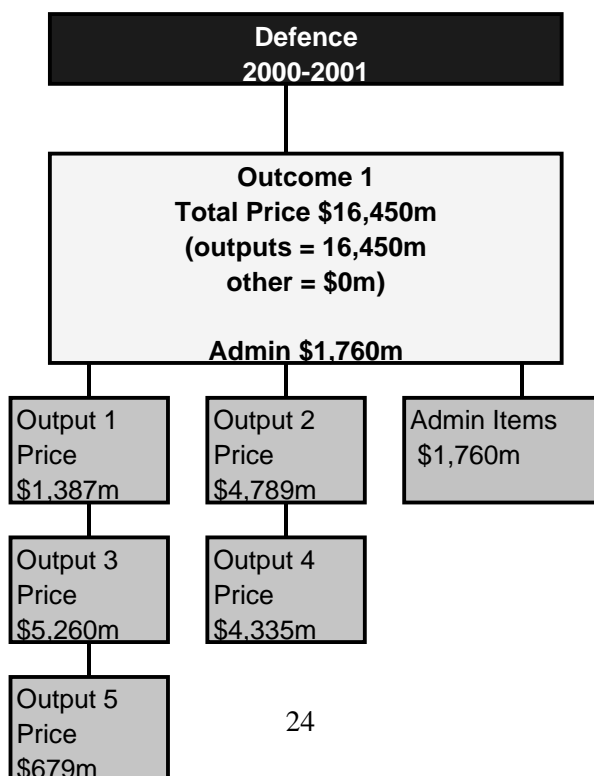 Defence
2000-2001
Outcome 1
Total Price $16,450m
(outputs = 16,450m
other = $0m)
Admin $1,760m
Output 1
Price
$1,387m
Output 2
Price
$4,789m
Admin Items
$1,760m
Output 3
Price
$5,260m
Output 4
Price
$4,335m
Output 5
Price
$679m
24